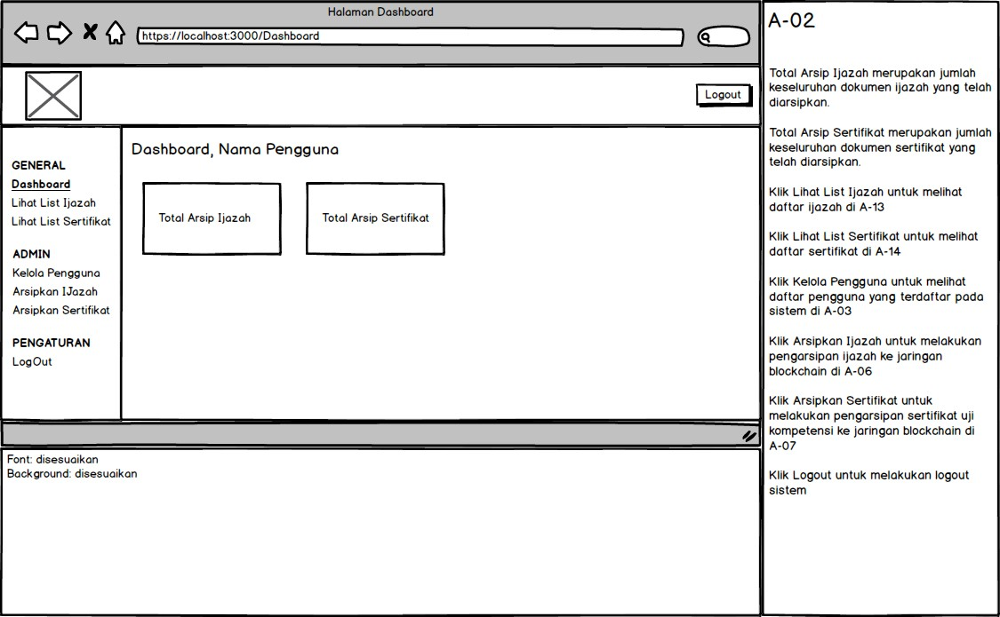 Halaman Dashboard
https://localhost:3000/Dashboard
Logout
GENERAL
Dashboard
Lihat List Ijazah
Lihat List Sertifikat
ADMIN
Kelola Pengguna
Arsipkan IJazah
Arsipkan Sertifikat
PENGATURAN
LogOut
Dashboard, Nama Pengguna
Total Arsip Ijazah
Total Arsip Sertifikat
Font: disesuaikan
Background: disesuaikan
A-02
Total Arsip Ijazah merupakan jumlah
keseluruhan dokumen ijazah yang telah
diarsipkan.
Total Arsip Sertifikat merupakan jumlah
keseluruhan dokumen sertifikat yang
telah diarsipkan.
Klik Lihat List Ijazah untuk melihat
daftar ijazah di A-13
Klik Lihat List Sertifikat untuk melihat
daftar sertifikat di A-14
Klik Kelola Pengguna untuk melihat
daftar pengguna yang terdaftar pada
sistem di A-03
Klik Arsipkan Ijazah untuk melakukan
pengarsipan ijazah ke jaringan
blockchain di A-06
Klik Arsipkan Sertifikat untuk
melakukan pengarsipan sertifikat uji
kompetensi ke jaringan blockchain di
A-07
Klik Logout untuk melakukan logout
sistem